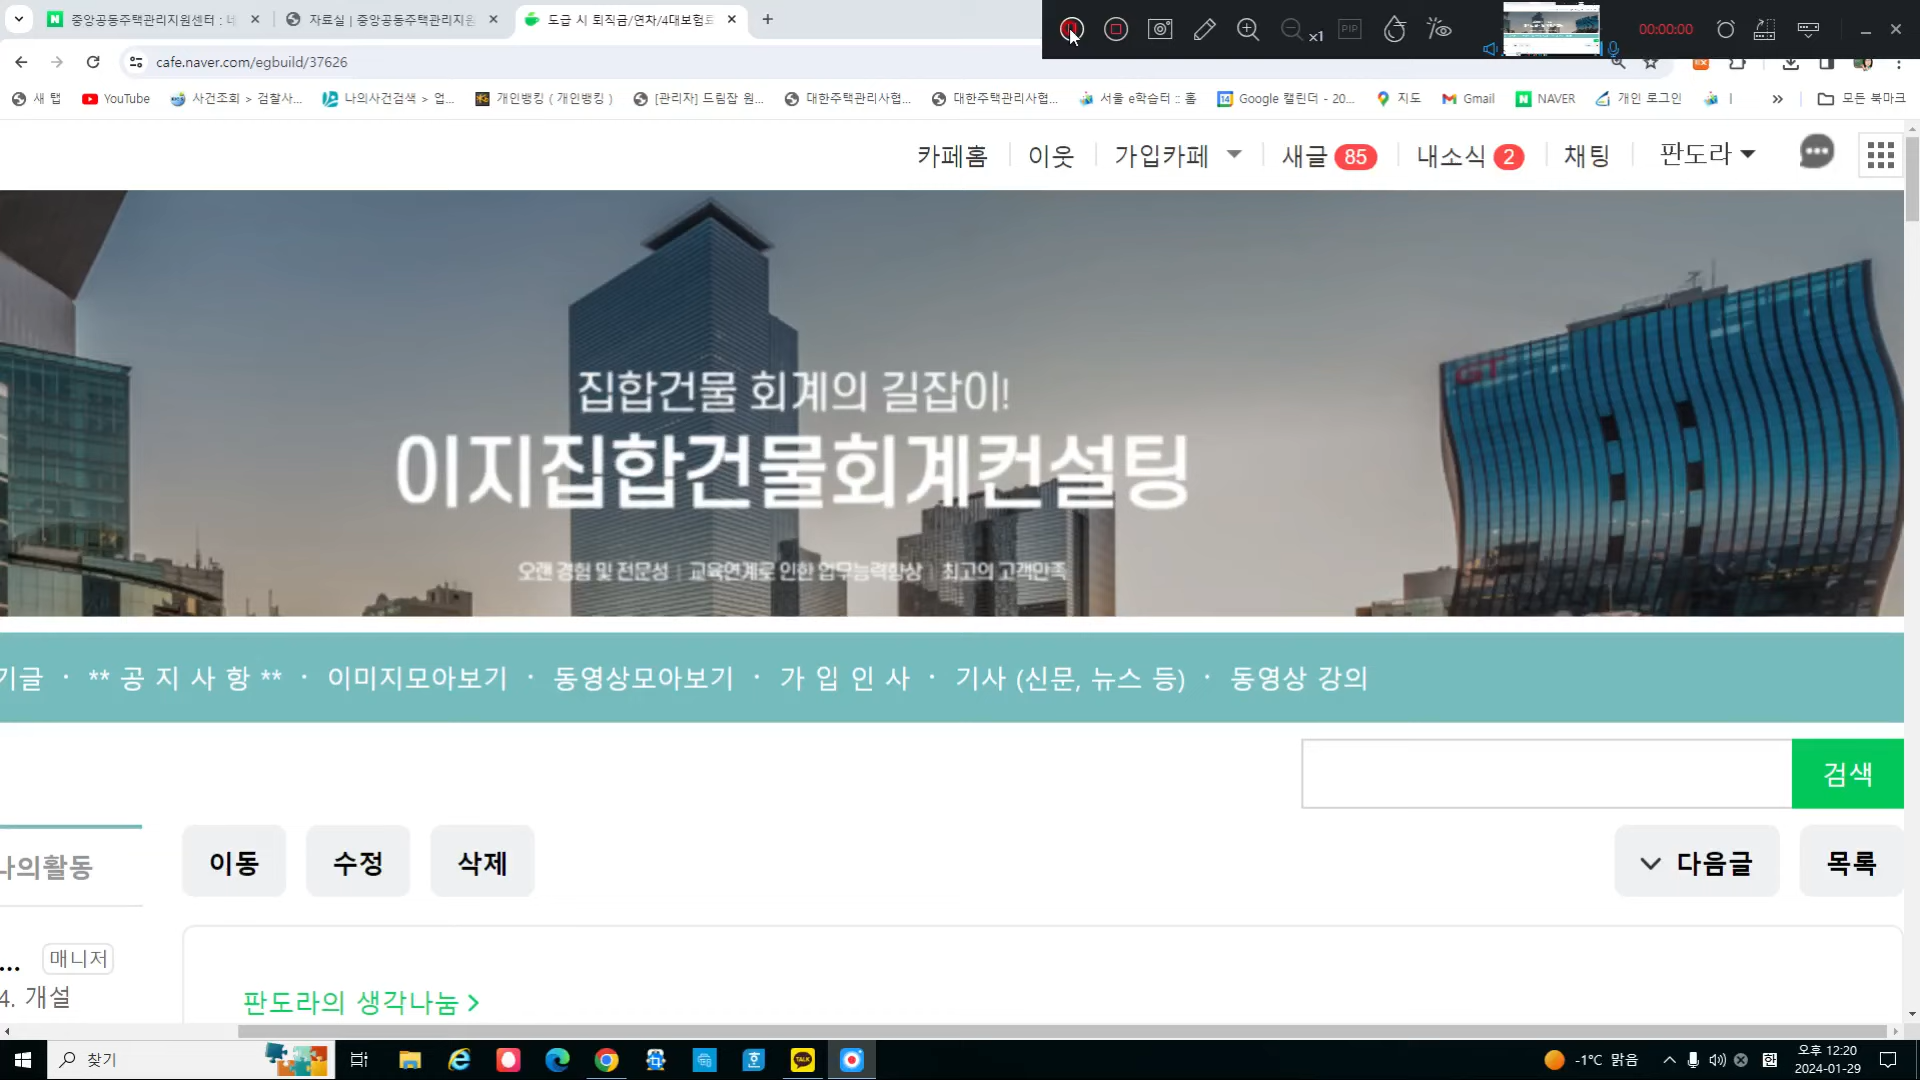 중앙공동주택관리지원센터 : 네
자료실 | 중앙공동주택관리지원
도급 시 퇴직금/연차/4대보험료
x1
PIP
00:00:00
cafe.naver.com/egbuild/37626
새 탭
YouTube
사건조회 > 검찰사...
나의사건검색 > 업...
개인뱅킹 ( 개인뱅킹 )
[관리자] 드림잡 원...
대한주택관리사협...
대한주택관리사협...
서울 e학습터 :: 홈
Google 캘린더 - 20...
지도
Gmail
NAVER
개인 로그인
모든 북마크
카페홈
이웃
가입카페
새글 85
내소식 2
채팅
판도라
집합건물 회계의 길잡이!
이지집합건물회계컨설팅
오랜 경험 및 전문성 | 교육연계로 인한 업무능력향상 | 최고의 고객만족
GT
기글 · ** 공 지 사 항 ** · 이미지모아보기 · 동영상모아보기 · 가 입 인 사 · 기사 (신문, 뉴스 등) · 동영상 강의
검색
나의활동
이동
수정
삭제
다음글
목록
... 매니저
4. 개설
판도라의 생각나눔 >
찾기
TALK
-1°C 맑음
한
오후 12:20
2024-01-29